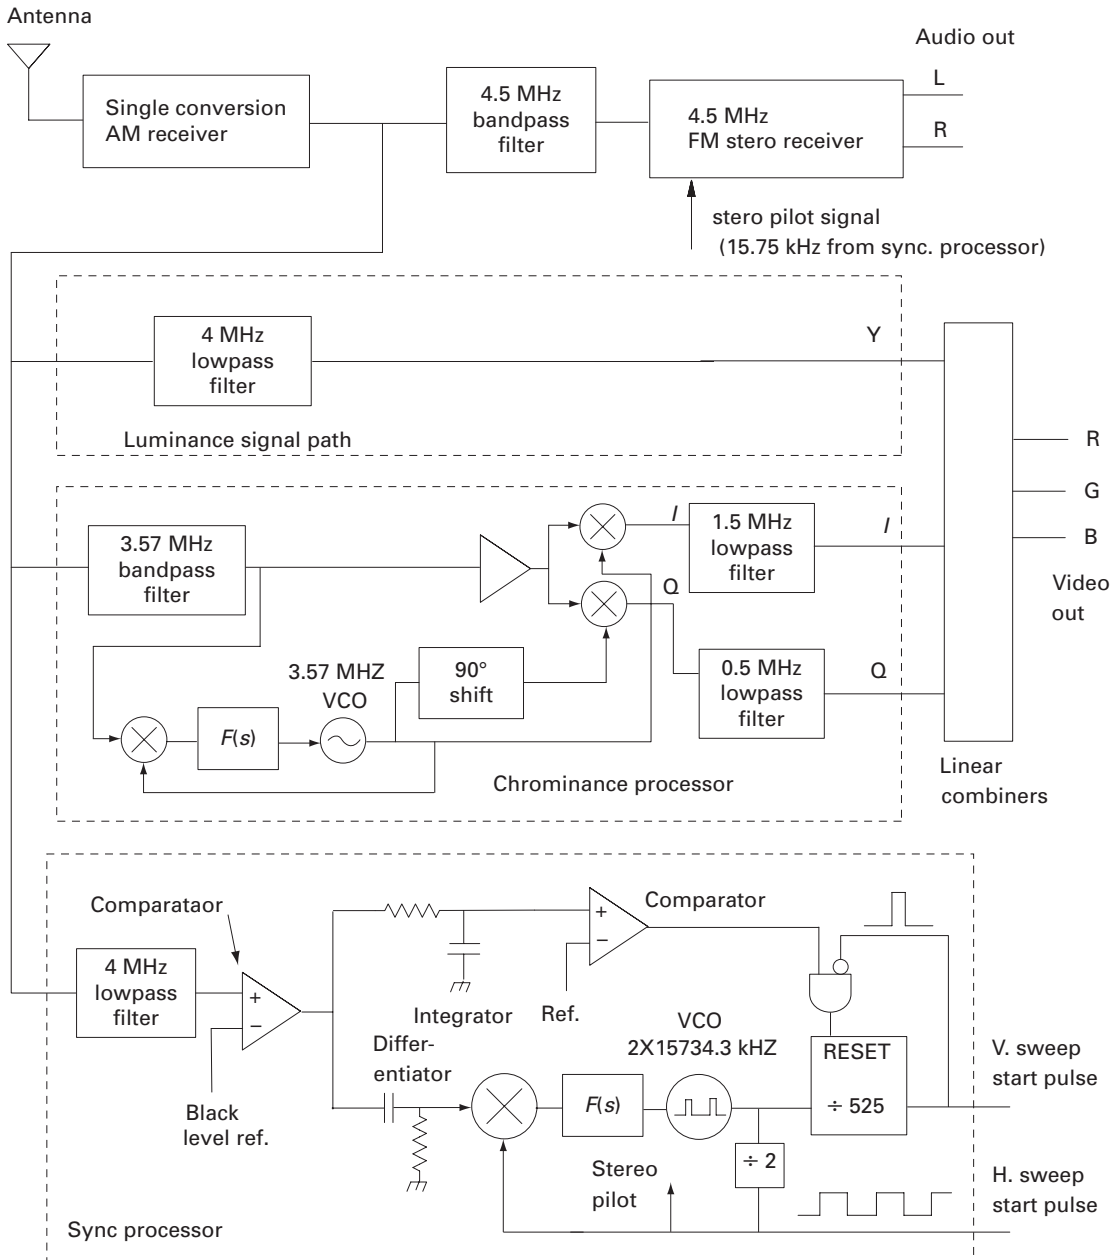 Antenna
Audio out
L
R
Single conversion
AM receiver
4.5 MHz
bandpass
filter
4.5 MHz
FM stero receiver
stero pilot signal
(15.75 kHz from sync. processor)
4 MHz
lowpass
filter
Y
Luminance signal path
R
G
B
Video
out
3.57 MHz
bandpass
filter
I
1.5 MHz
lowpass
filter
I
Q
3.57 MHZ
VCO
90°
shift
0.5 MHz
lowpass
filter
Q
F(s)
Chrominance processor
Linear
combiners
Comparataor
Comparator
4 MHz
lowpass
filter
+
−
+
−
Integrator
Ref.
VCO
2X15734.3 kHZ
RESET
÷ 525
V. sweep
start pulse
Differ-
entiator
F(s)
Black
level ref.
÷ 2
Stereo
pilot
H. sweep
start pulse
Sync processor